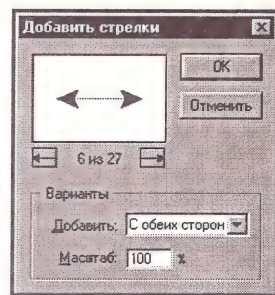 Добавить стрелки
OK
Отменить
6 из 27
Варианты
Добавить: С обеих сторон
Масштаб: 100 %